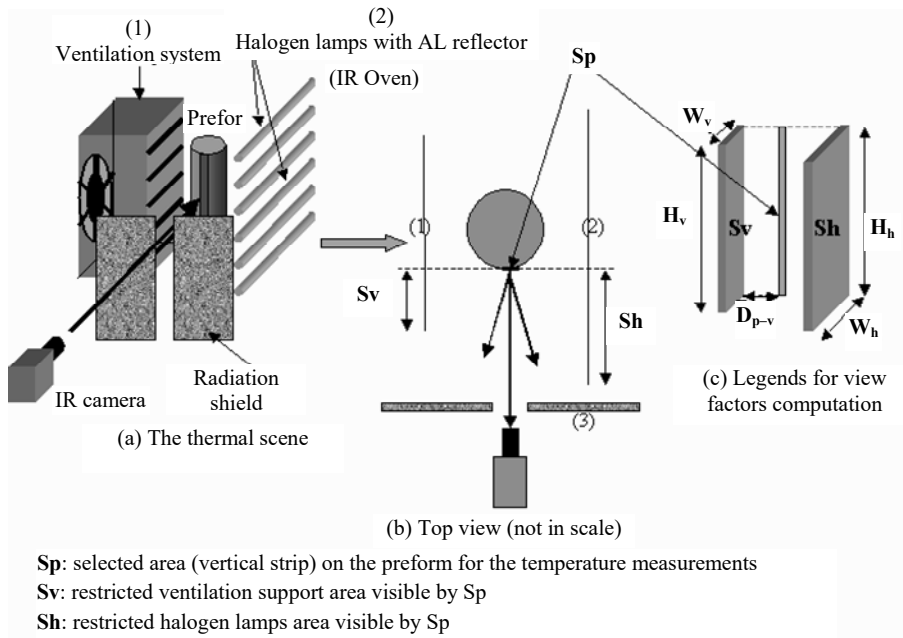 (1)
Ventilation system
(2)
Halogen lamps with AL reflector
(IR Oven)
Prefor
IR camera
Radiation
shield
(a) The thermal scene
Sp
(1)
(2)
Sv
Sh
(3)
(b) Top view (not in scale)
Wv
Hv
Sv
Sh
Hh
Dp–v
Wh
(c) Legends for view
factors computation
Sp: selected area (vertical strip) on the preform for the temperature measurements
Sv: restricted ventilation support area visible by Sp
Sh: restricted halogen lamps area visible by Sp